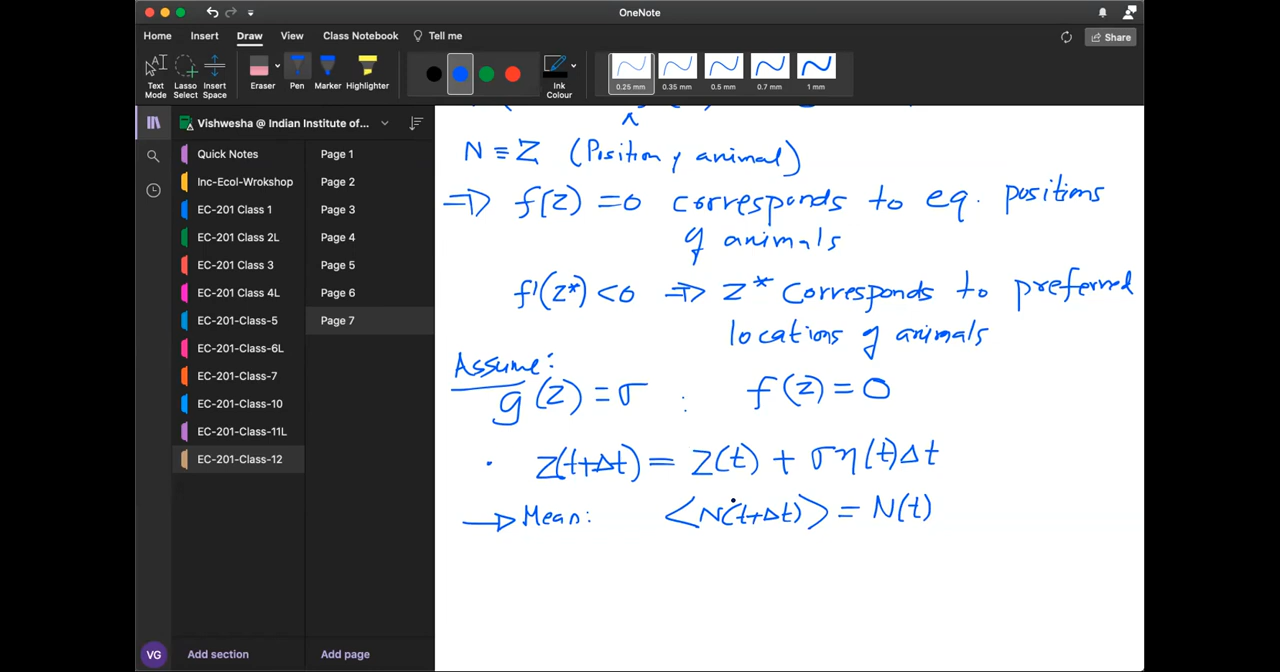 OneNote
Home Insert Draw View Class Notebook Tell me
Share
Text Mode
Lasso Select
Insert Space
Eraser
Pen
Marker
Highlighter
Ink Colour
0.25 mm 0.35 mm 0.5 mm 0.7 mm 1 mm
Vishwesha @ Indian Institute of...
Quick Notes
Inc-Ecol-Wrokshop
EC-201 Class 1
EC-201 Class 2L
EC-201 Class 3
EC-201 Class 4L
EC-201-Class-5
EC-201-Class-6L
EC-201-Class-7
EC-201-Class-10
EC-201-Class-11L
EC-201-Class-12
Page 1
Page 2
Page 3
Page 4
Page 5
Page 6
Page 7
N ≡ Z (Position of animal)
⇒ f(Z) = 0 corresponds to eq. positions
of animals
f'(Z*) < 0 ⇒ Z* corresponds to preferred
locations of animals
Assume:
g(Z) = σ : f(Z) = 0
• Z(t+Δt) = Z(t) + ση(t)Δt
→ Mean: <N(t+Δt)> = N(t)
VG Add section Add page